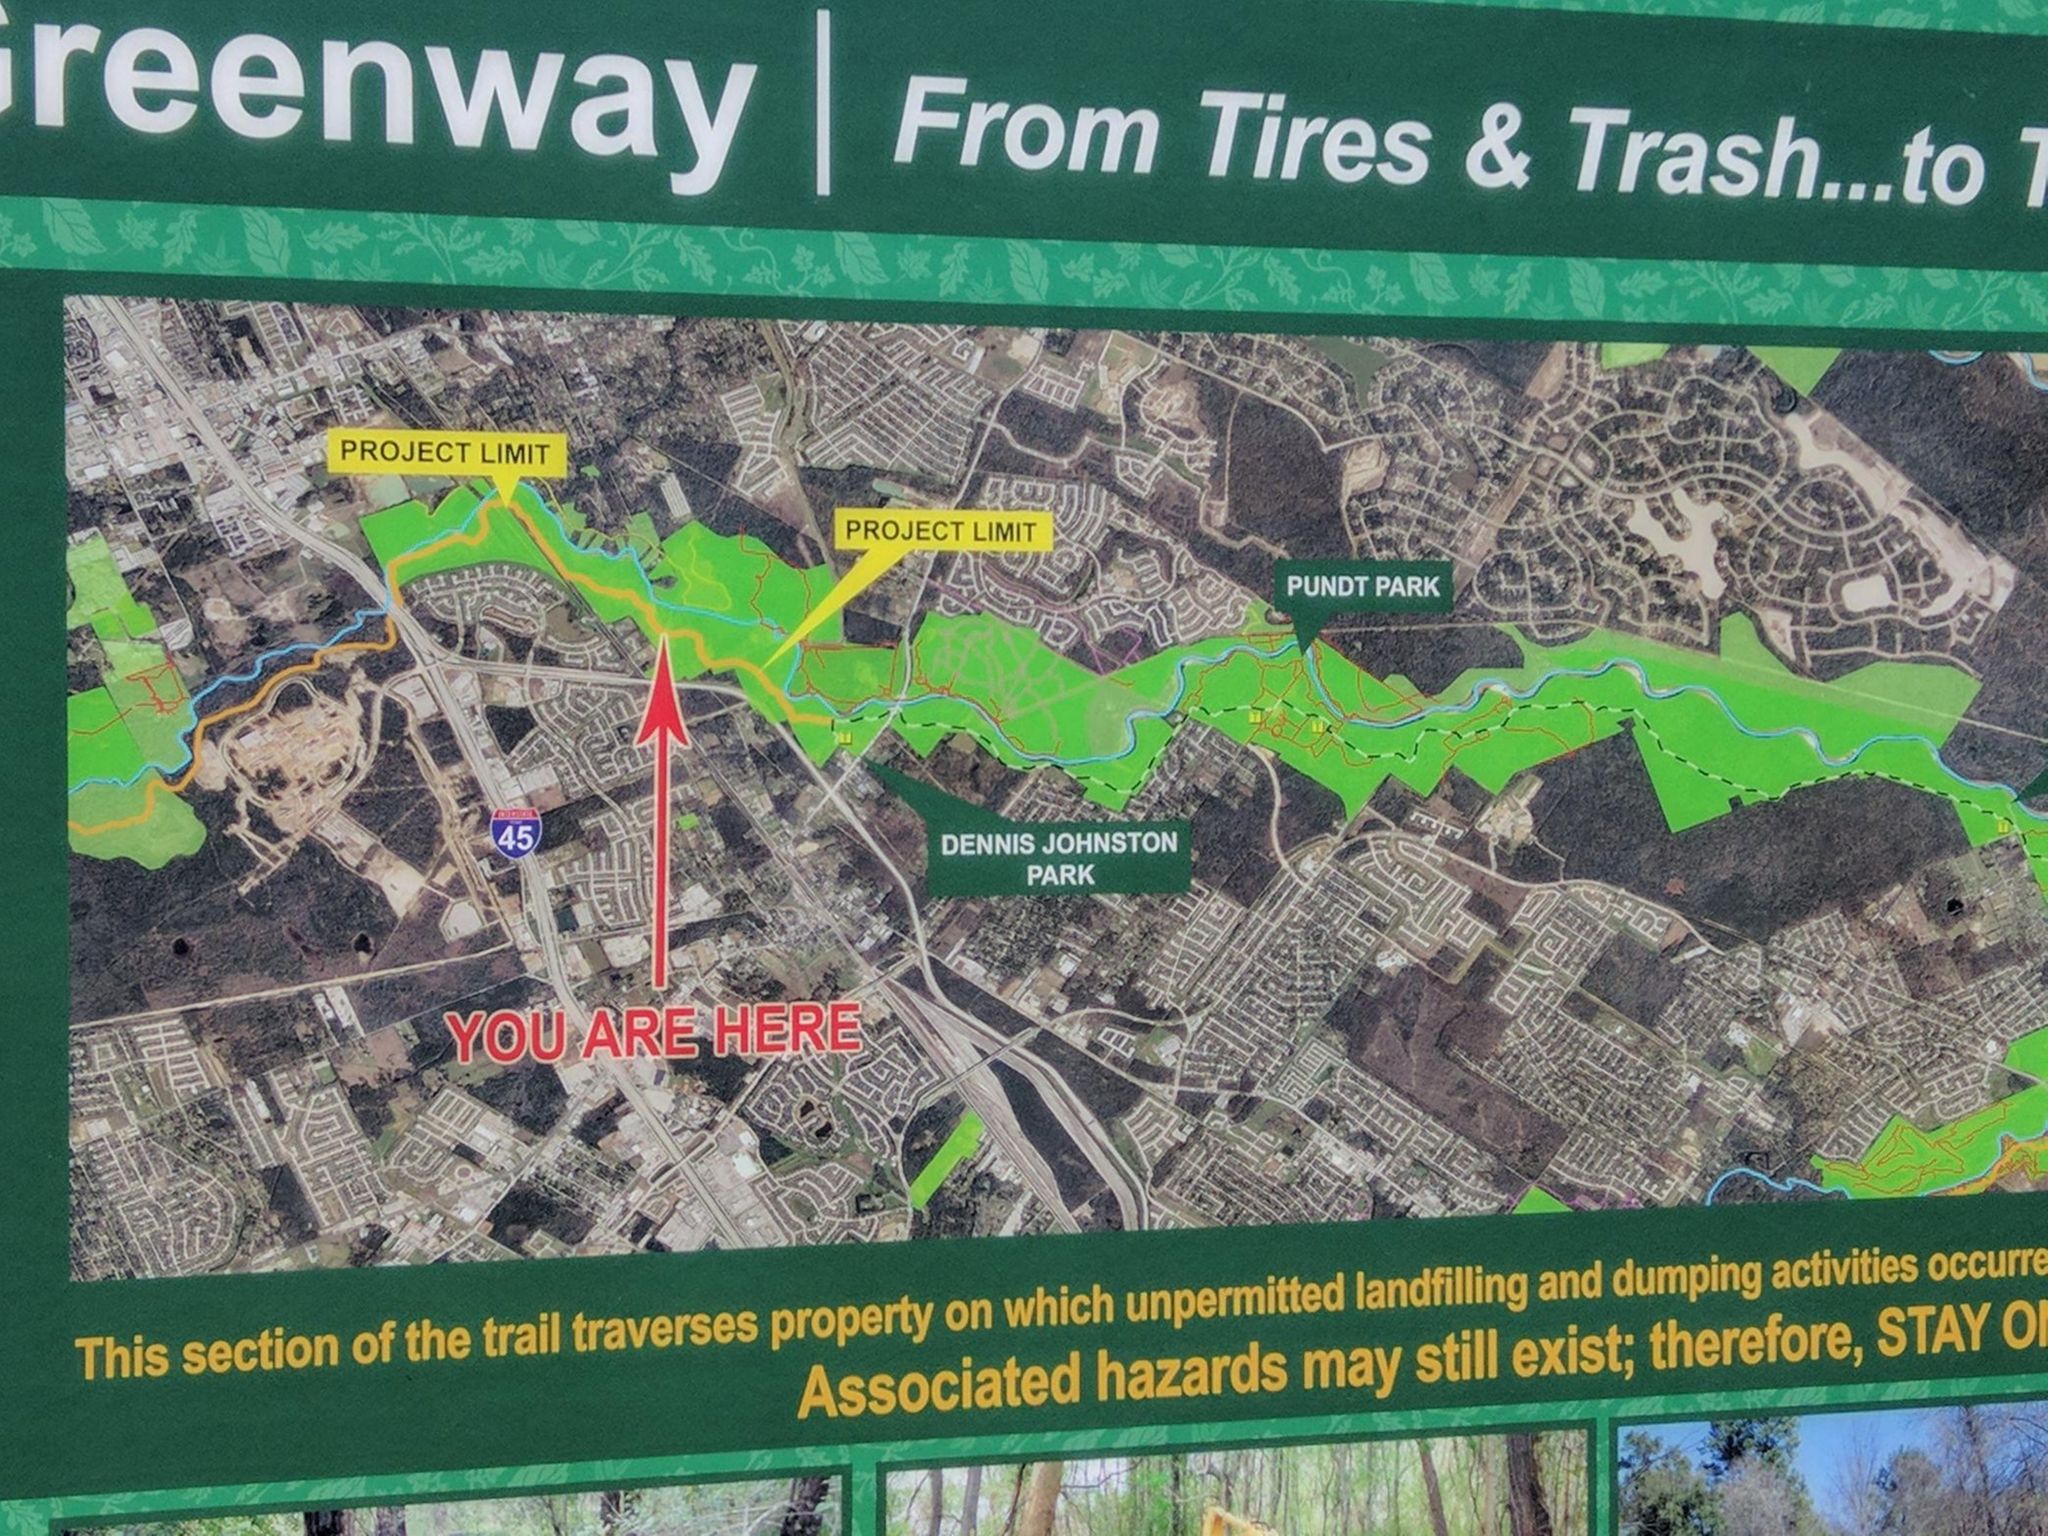 Greenway | From Tires & Trash...to
PROJECT LIMIT
PROJECT LIMIT
PUNDT PARK
INTERSTATE
45
DENNIS JOHNSTON
PARK
YOU ARE HERE
This section of the trail traverses property on which unpermitted landfilling and dumping activities occurre
Associated hazards may still exist; therefore, STAY